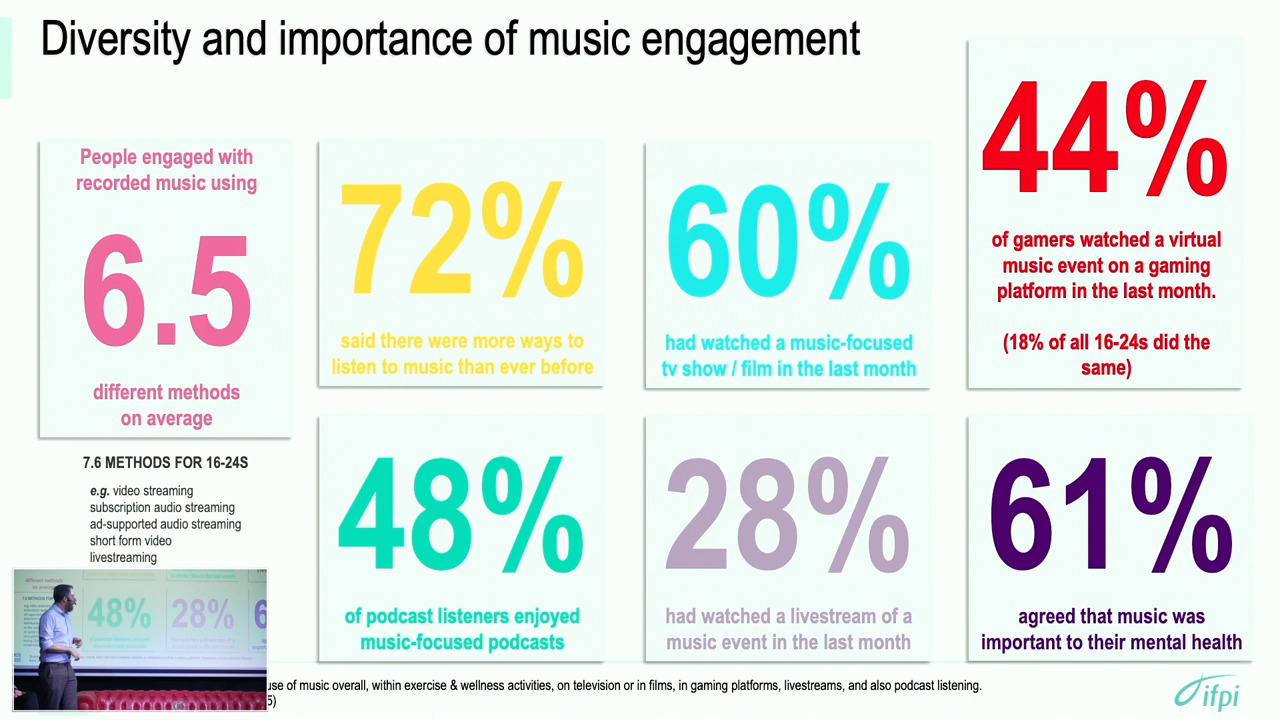 Diversity and importance of music engagement
People engaged with
recorded music using
6.5
different methods
on average
7.6 METHODS FOR 16-24S
e.g. video streaming
subscription audio streaming
ad-supported audio streaming
short form video
livestreaming
72%
said there were more ways to
listen to music than ever before
60%
had watched a music-focused
tv show / film in the last month
44%
of gamers watched a virtual
music event on a gaming
platform in the last month.
(18% of all 16-24s did the
same)
48%
of podcast listeners enjoyed
music-focused podcasts
28%
had watched a livestream of a
music event in the last month
61%
agreed that music was
important to their mental health
48%
28%
use of music overall, within exercise & wellness activities, on television or in films, in gaming platforms, livestreams, and also podcast listening.
5)
ifpi